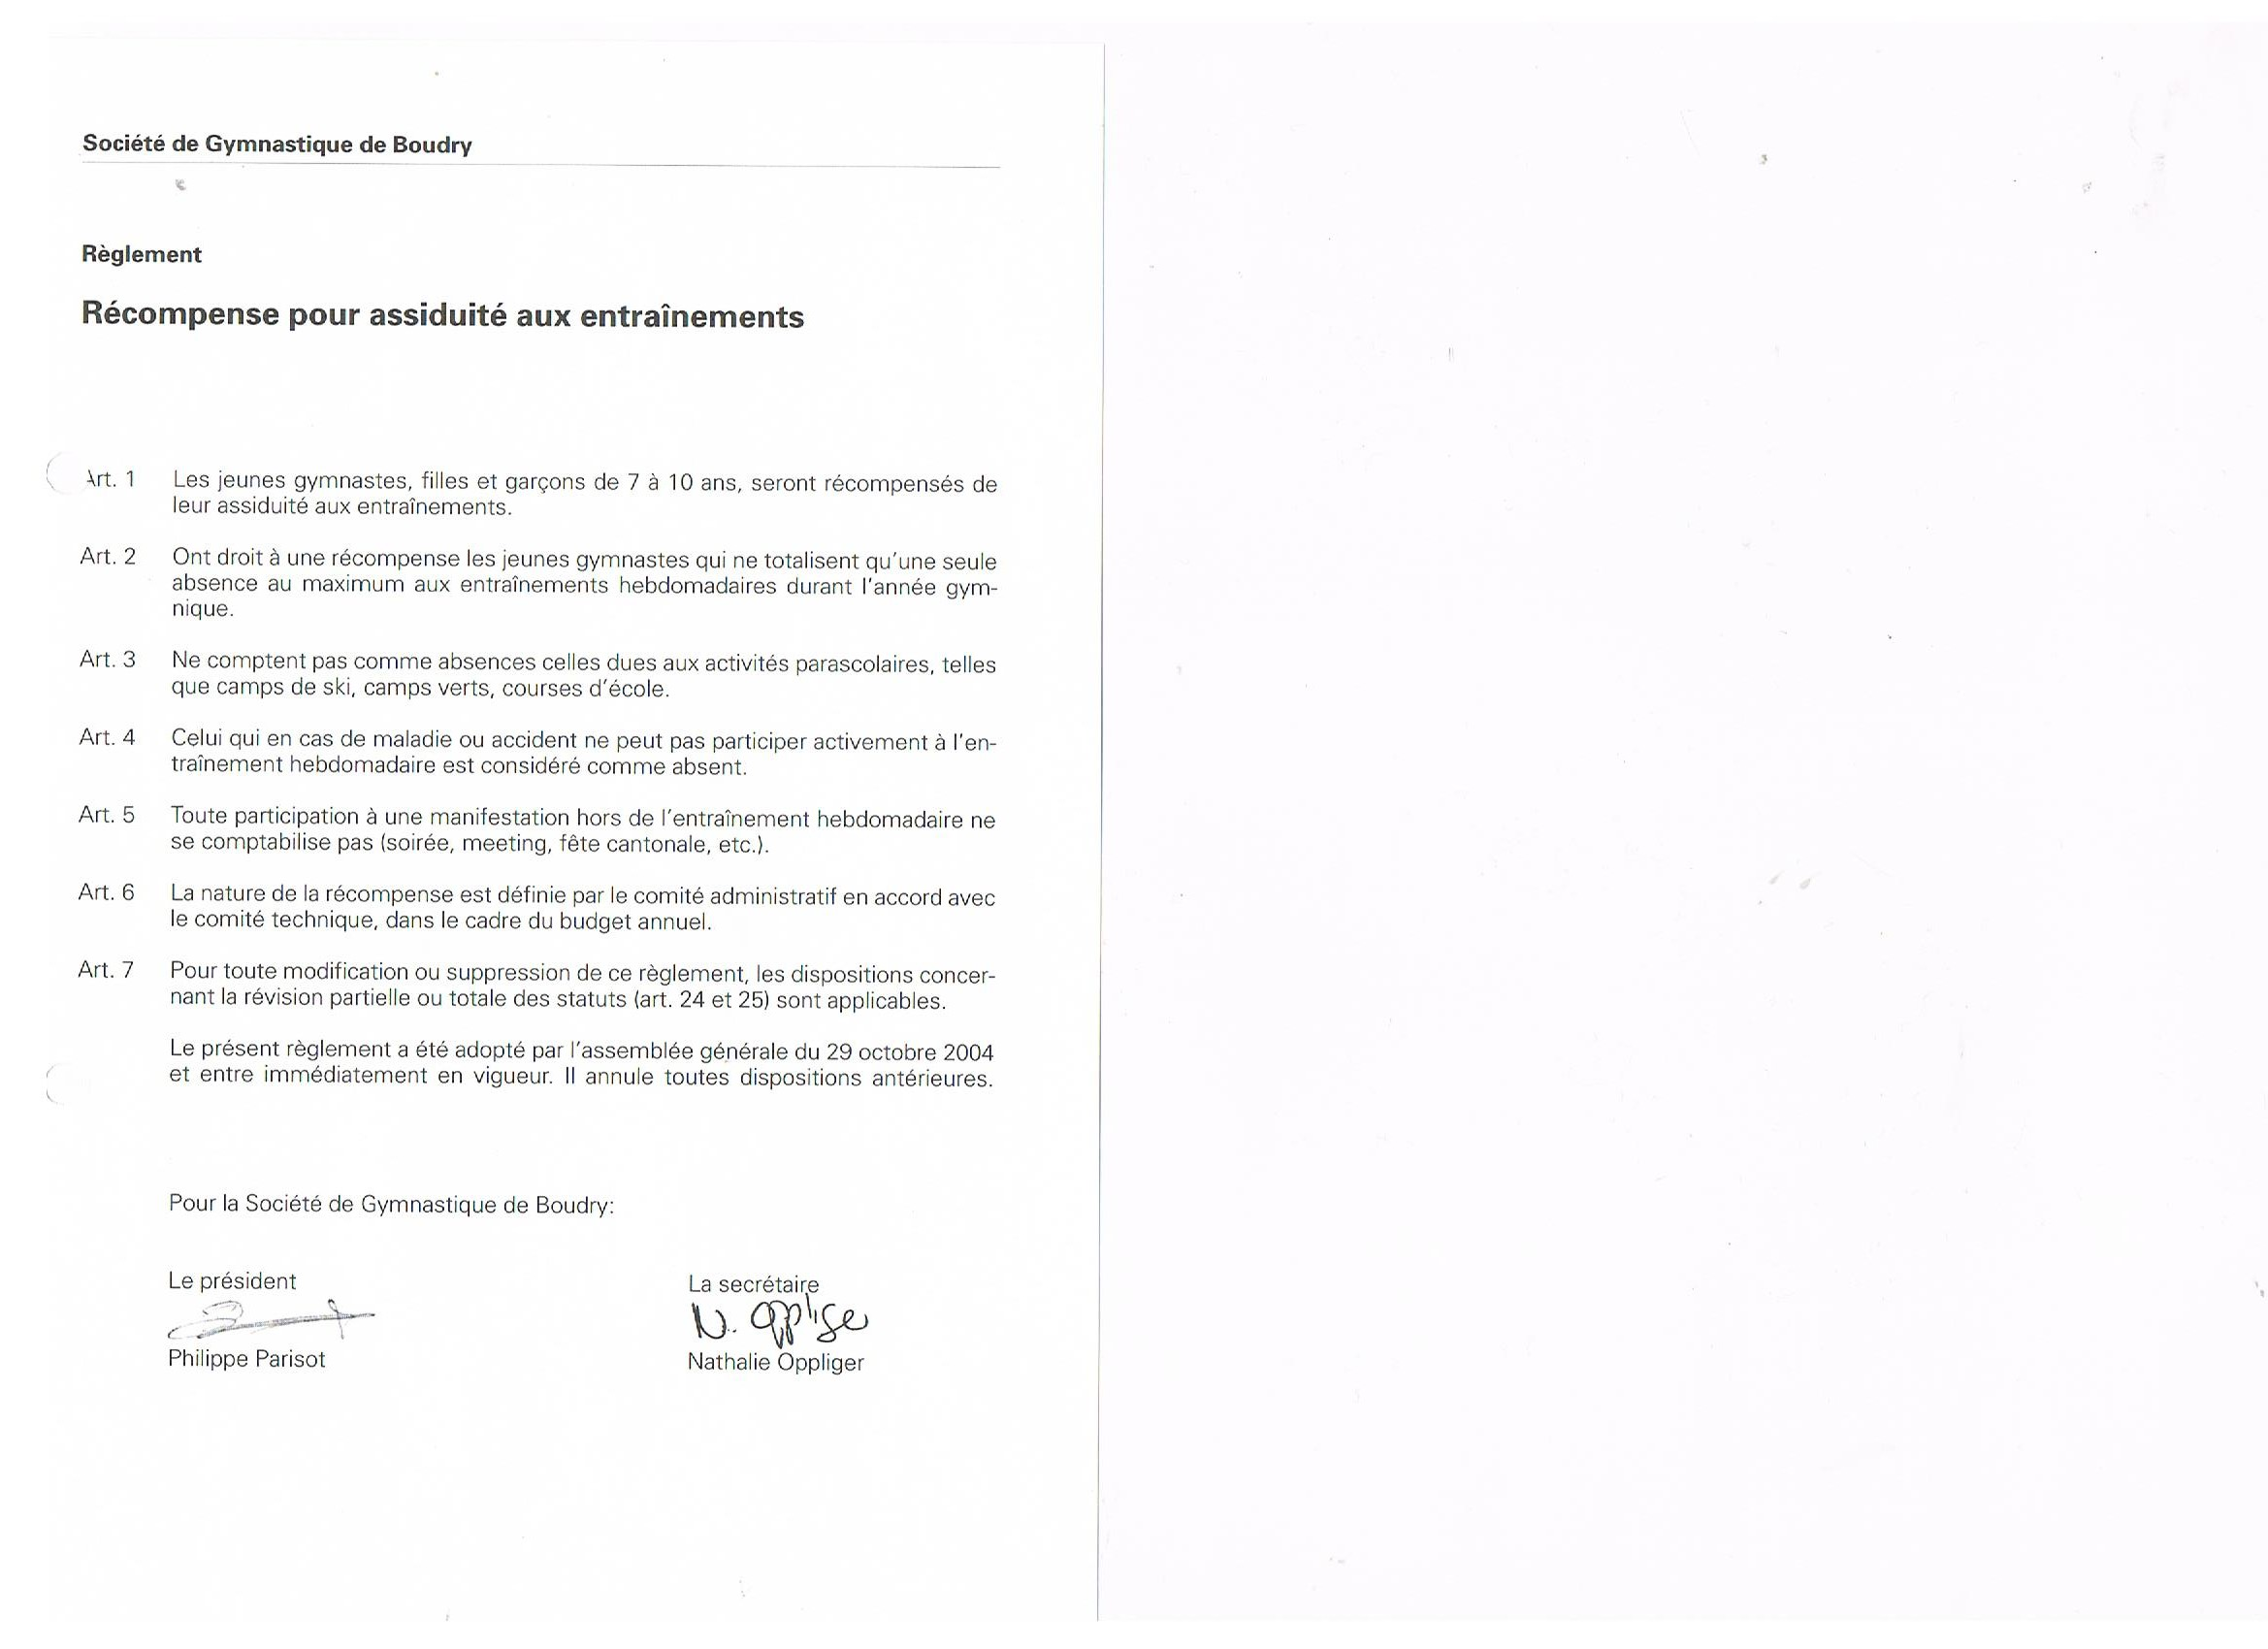 Société de Gymnastique de Boudry
Règlement
Récompense pour assiduité aux entraînements
Art. 1 Les jeunes gymnastes, filles et garçons de 7 à 10 ans, seront récompensés de
leur assiduité aux entraînements.
Art. 2 Ont droit à une récompense les jeunes gymnastes qui ne totalisent qu'une seule
absence au maximum aux entraînements hebdomadaires durant l'année gym-
nique.
Art. 3 Ne comptent pas comme absences celles dues aux activités parascolaires, telles
que camps de ski, camps verts, courses d'école.
Art. 4 Celui qui en cas de maladie ou accident ne peut pas participer activement à l'en-
traînement hebdomadaire est considéré comme absent.
Art. 5 Toute participation à une manifestation hors de l'entraînement hebdomadaire ne
se comptabilise pas (soirée, meeting, fête cantonale, etc.).
Art. 6 La nature de la récompense est définie par le comité administratif en accord avec
le comité technique, dans le cadre du budget annuel.
Art. 7 Pour toute modification ou suppression de ce règlement, les dispositions concer-
nant la révision partielle ou totale des statuts (art. 24 et 25) sont applicables.
Le présent règlement a été adopté par l'assemblée générale du 29 octobre 2004
et entre immédiatement en vigueur. Il annule toutes dispositions antérieures.
Pour la Société de Gymnastique de Boudry:
Le président La secrétaire
N.
Philippe Parisot Nathalie Oppliger